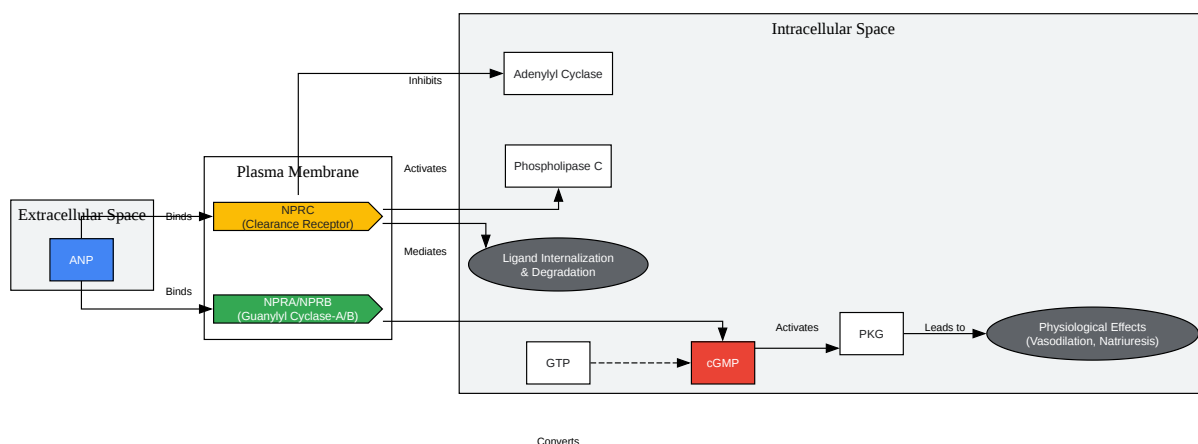 Intracellular Space
Adenylyl Cyclase
Inhibits
Phospholipase C
Activates
Plasma Membrane
NPRC
(Clearance Receptor)
Extracellular Space
Binds
ANP
Mediates
Ligand Internalization
& Degradation
Binds
NPRA/NPRB
(Guanylyl Cyclase-A/B)
Activates
PKG
Leads to
Physiological Effects
(Vasodilation, Natriuresis)
GTP
cGMP
Converts